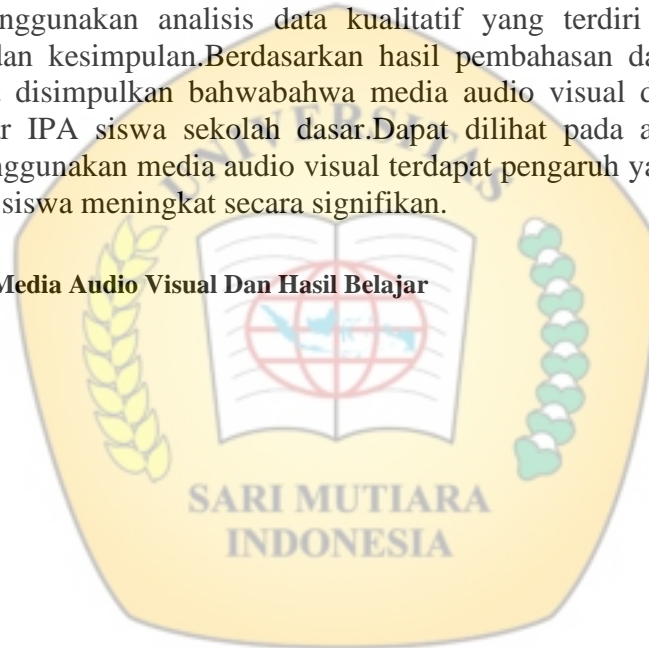 nggunakan analisis data kualitatif yang terdiri
dan kesimpulan.Berdasarkan hasil pembahasan da
disimpulkan bahwabahwa media audio visual d
r IPA siswa sekolah dasar.Dapat dilihat pada a
nggunakan media audio visual terdapat pengaruh ya
siswa meningkat secara signifikan.
Media Audio Visual Dan Hasil Belajar
UNIVERSITAS
SARI MUTIARA
INDONESIA